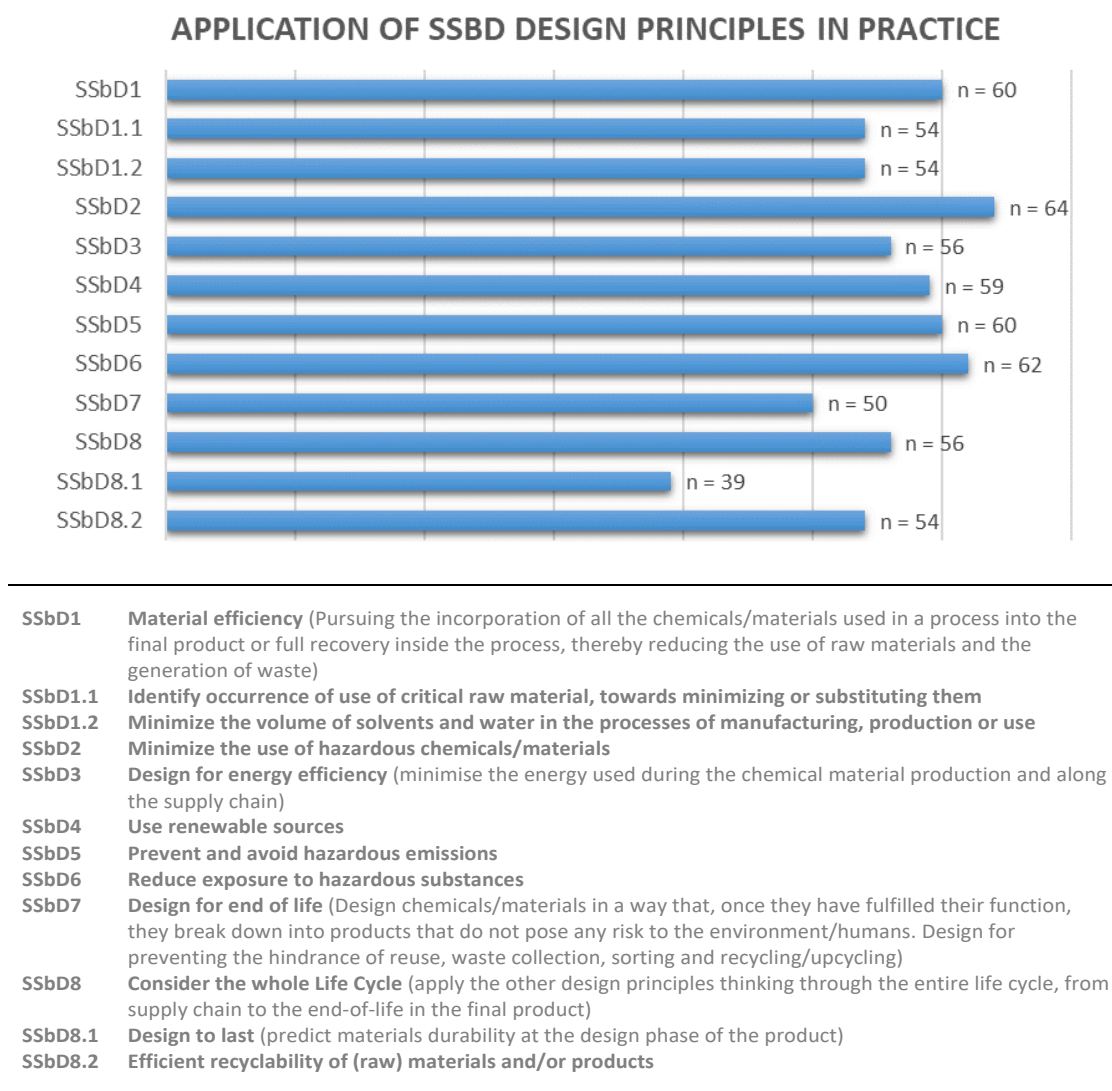 APPLICATION OF SSBD DESIGN PRINCIPLES IN PRACTICE
SSbD1 n = 60
SSbD1.1 n = 54
SSbD1.2 n = 54
SSbD2 n = 64
SSbD3 n = 56
SSbD4 n = 59
SSbD5 n = 60
SSbD6 n = 62
SSbD7 n = 50
SSbD8 n = 56
SSbD8.1 n = 39
SSbD8.2 n = 54
SSbD1 Material efficiency (Pursuing the incorporation of all the chemicals/materials used in a process into the
final product or full recovery inside the process, thereby reducing the use of raw materials and the
generation of waste)
SSbD1.1 Identify occurrence of use of critical raw material, towards minimizing or substituting them
SSbD1.2 Minimize the volume of solvents and water in the processes of manufacturing, production or use
SSbD2 Minimize the use of hazardous chemicals/materials
SSbD3 Design for energy efficiency (minimise the energy used during the chemical material production and along
the supply chain)
SSbD4 Use renewable sources
SSbD5 Prevent and avoid hazardous emissions
SSbD6 Reduce exposure to hazardous substances
SSbD7 Design for end of life (Design chemicals/materials in a way that, once they have fulfilled their function,
they break down into products that do not pose any risk to the environment/humans. Design for
preventing the hindrance of reuse, waste collection, sorting and recycling/upcycling)
SSbD8 Consider the whole Life Cycle (apply the other design principles thinking through the entire life cycle, from
supply chain to the end-of-life in the final product)
SSbD8.1 Design to last (predict materials durability at the design phase of the product)
SSbD8.2 Efficient recyclability of (raw) materials and/or products